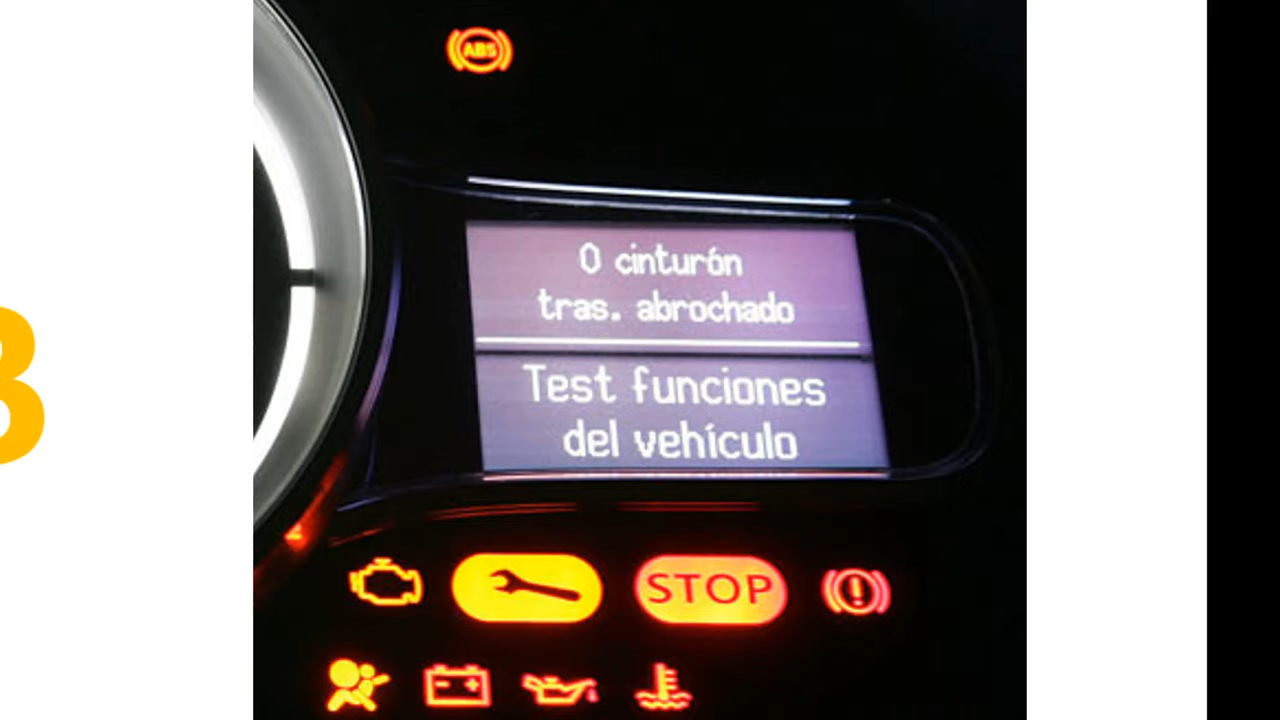 ABS
0 cinturón
tras. abrochado
Test funciones
del vehículo
STOP